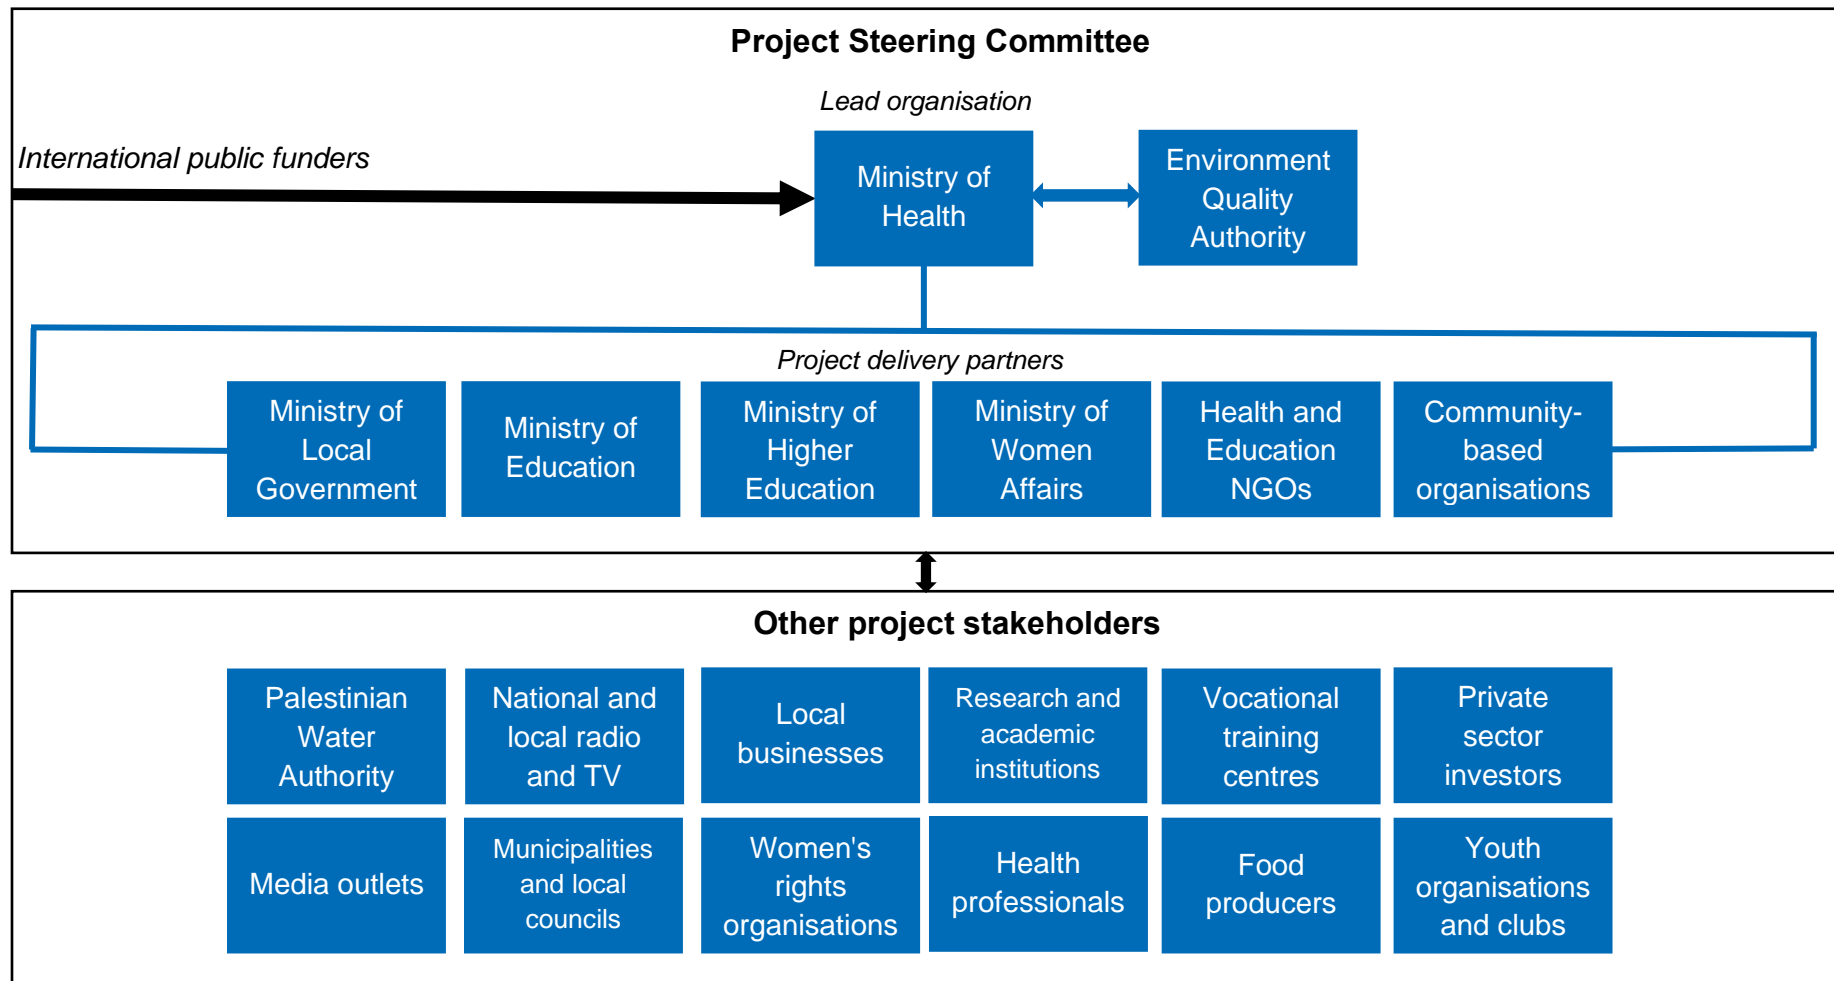 Project Steering Committee
Lead organisation
International public funders
Ministry of
Health
Environment
Quality
Authority
Project delivery partners
Ministry of
Local
Government
Ministry of
Education
Ministry of
Higher
Education
Ministry of
Women
Affairs
Health and
Education
NGOs
Community-
based
organisations
Other project stakeholders
Palestinian
Water
Authority
National and
local radio
and TV
Local
businesses
Research and
academic
institutions
Vocational
training
centres
Private
sector
investors
Media outlets
Municipalities
and local
councils
Women's
rights
organisations
Health
professionals
Food
producers
Youth
organisations
and clubs